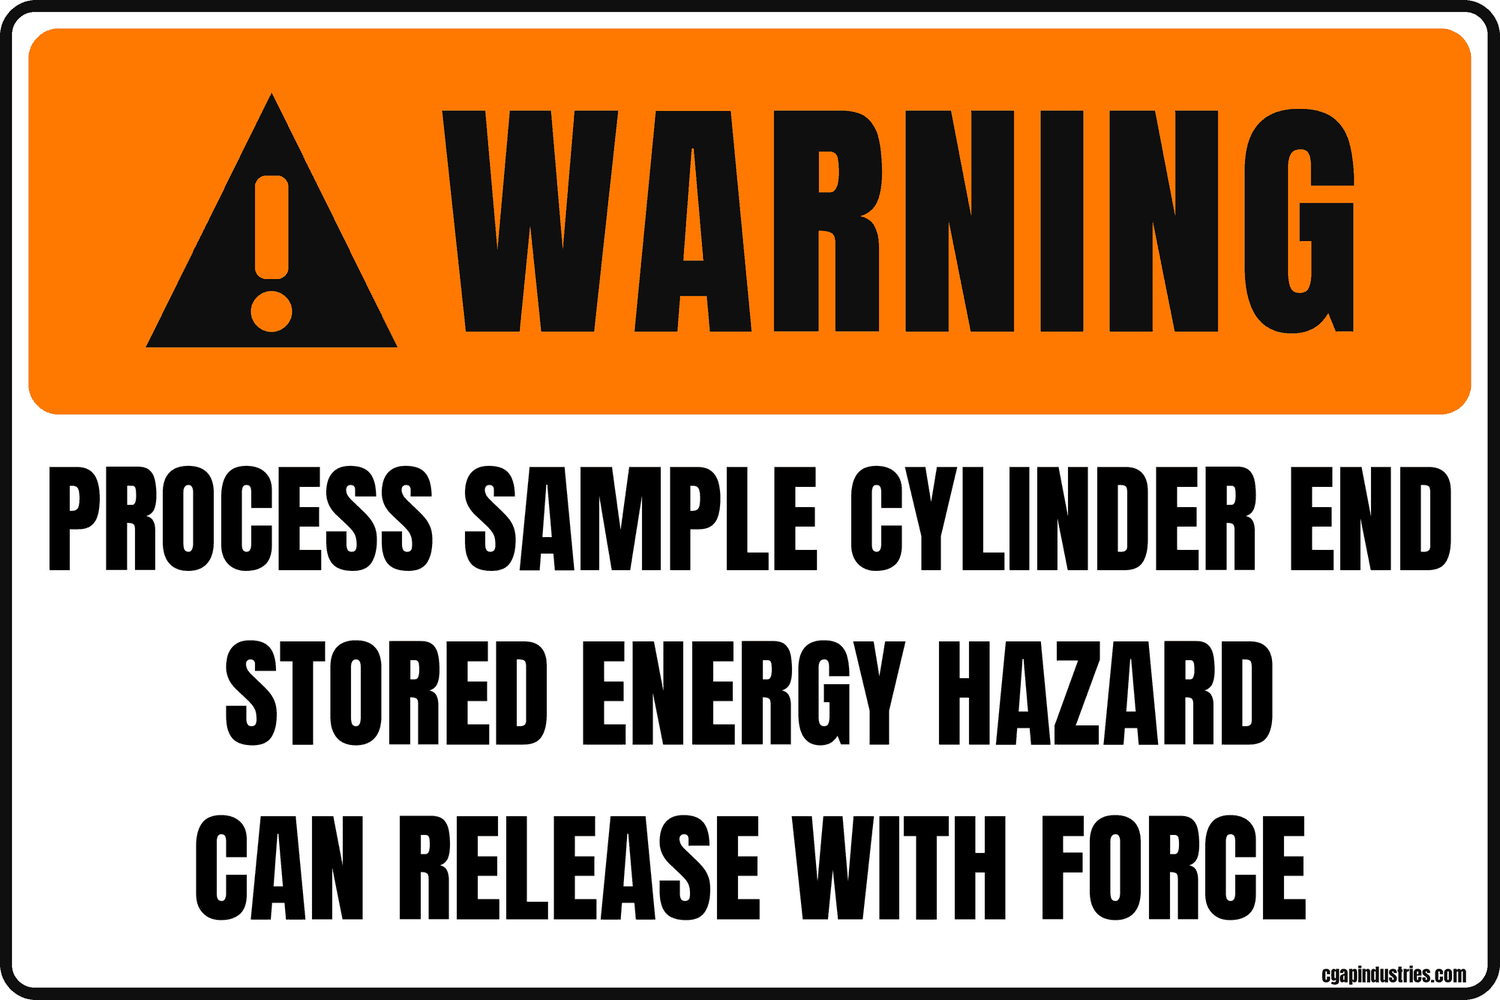 WARNING
PROCESS SAMPLE CYLINDER END
STORED ENERGY HAZARD
CAN RELEASE WITH FORCE
cgapindustries.com